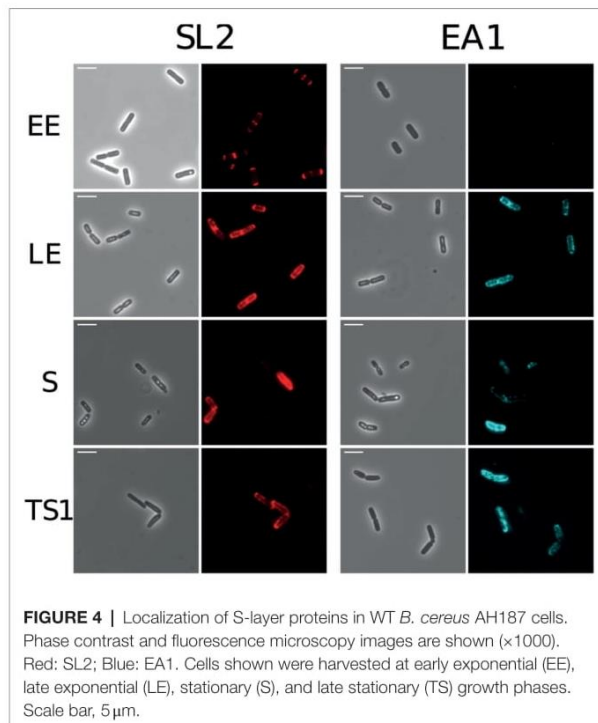 SL2 EA1
EE
LE
S
TS1
FIGURE 4 | Localization of S-layer proteins in WT B. cereus AH187 cells.
Phase contrast and fluorescence microscopy images are shown (×1000).
Red: SL2; Blue: EA1. Cells shown were harvested at early exponential (EE),
late exponential (LE), stationary (S), and late stationary (TS) growth phases.
Scale bar, 5 μm.